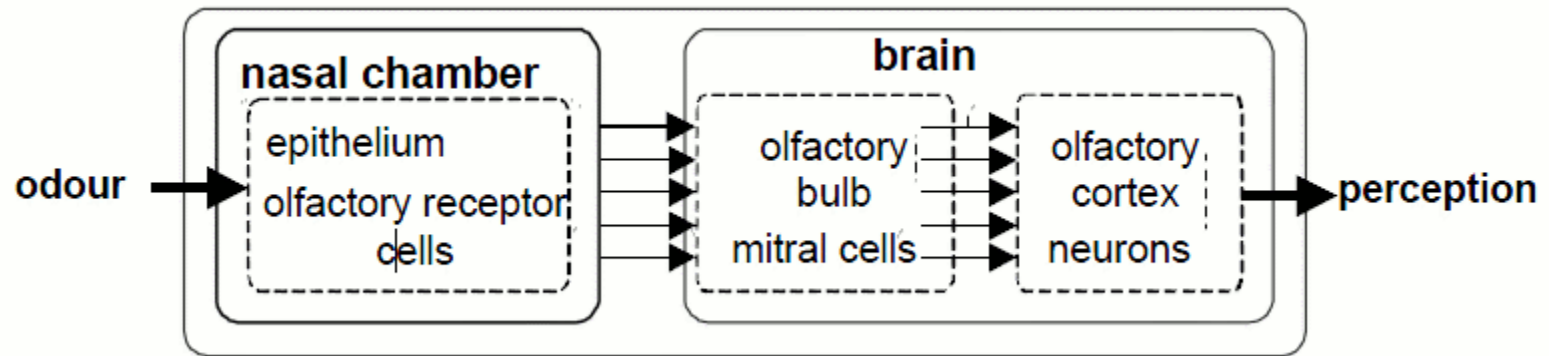 odour
nasal chamber
epithelium
olfactory receptor
cells
brain
olfactory
bulb
mitral cells
olfactory
cortex
neurons
perception